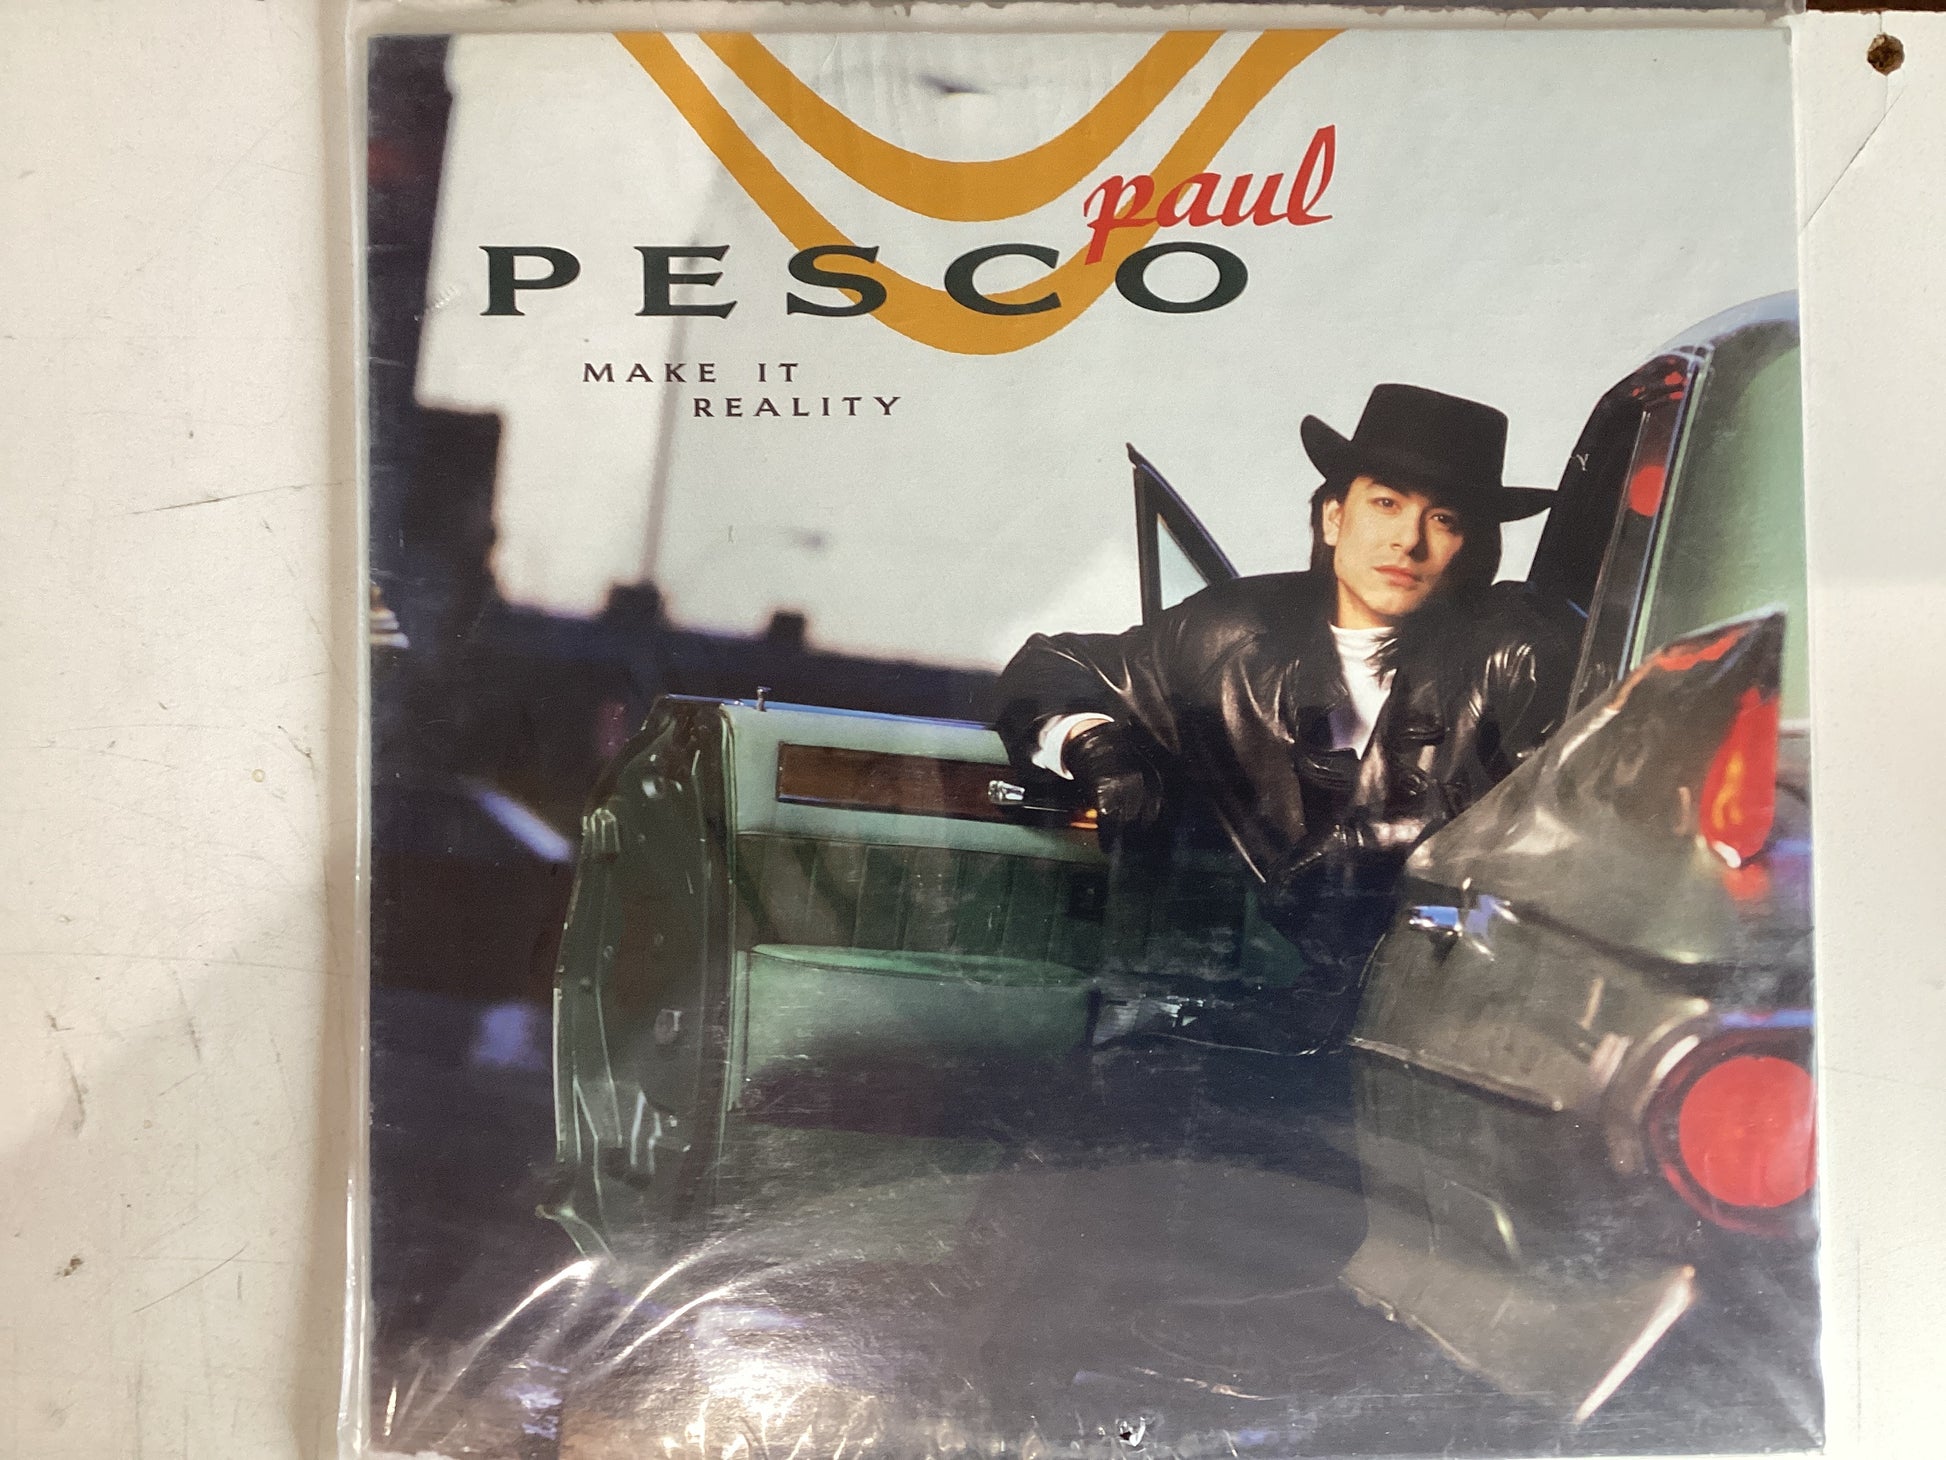 paul
PESCO
MAKE IT
REALITY